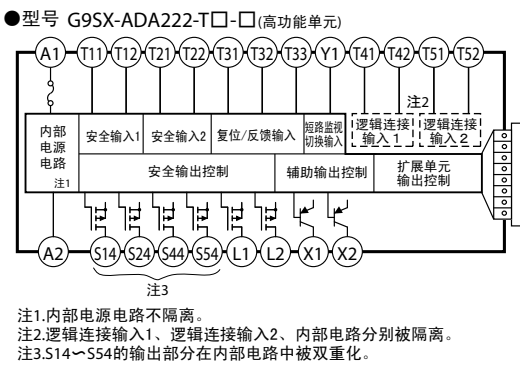 ●型号 G9SX-ADA222-T□-□(高功能单元)
A1 T11 T12 T21 T22 T31 T32 T33 Y1 T41 T42 T51 T52
注2
内部
电源
电路
注1
安全输入1
安全输入2
复位/反馈输入
短路监视
切换输入
逻辑连接
输入1
逻辑连接
输入2
安全输出控制
辅助输出控制
扩展单元
输出控制
A2 S14 S24 S44 S54 L1 L2 X1 X2
注3
注1.内部电源电路不隔离。
注2.逻辑连接输入1、逻辑连接输入2、内部电路分别被隔离。
注3.S14~S54的输出部分在内部电路中被双重化。